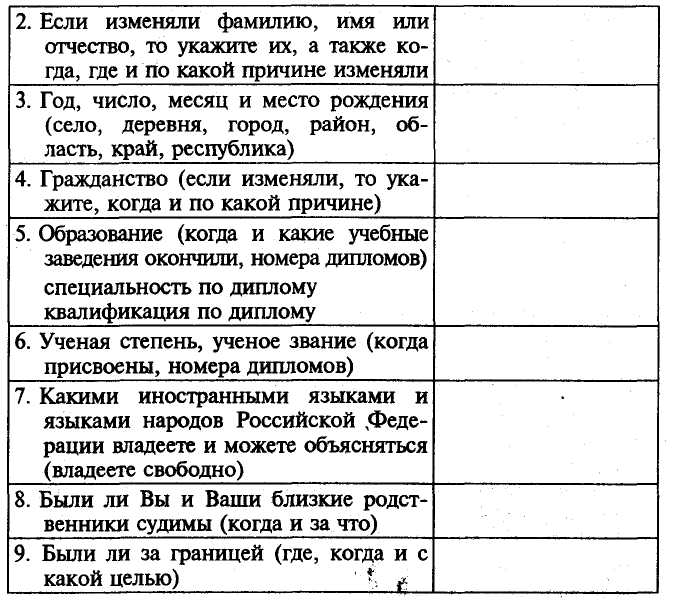 2. Если изменяли фамилию, имя или
отчество, то укажите их, а также ко-
гда, где и по какой причине изменяли
3. Год, число, месяц и место рождения
(село, деревня, город, район, об-
ласть, край, республика)
4. Гражданство (если изменяли, то ука-
жите, когда и по какой причине)
5. Образование (когда и какие учебные
заведения окончили, номера дипломов)
специальность по диплому
квалификация по диплому
6. Ученая степень, ученое звание (когда
присвоены, номера дипломов)
7. Какими иностранными языками и
языками народов Российской Феде-
рации владеете и можете объясняться
(владеете свободно)
8. Были ли Вы и Ваши близкие родст-
венники судимы (когда и за что)
9. Были ли за границей (где, когда и с
какой целью)